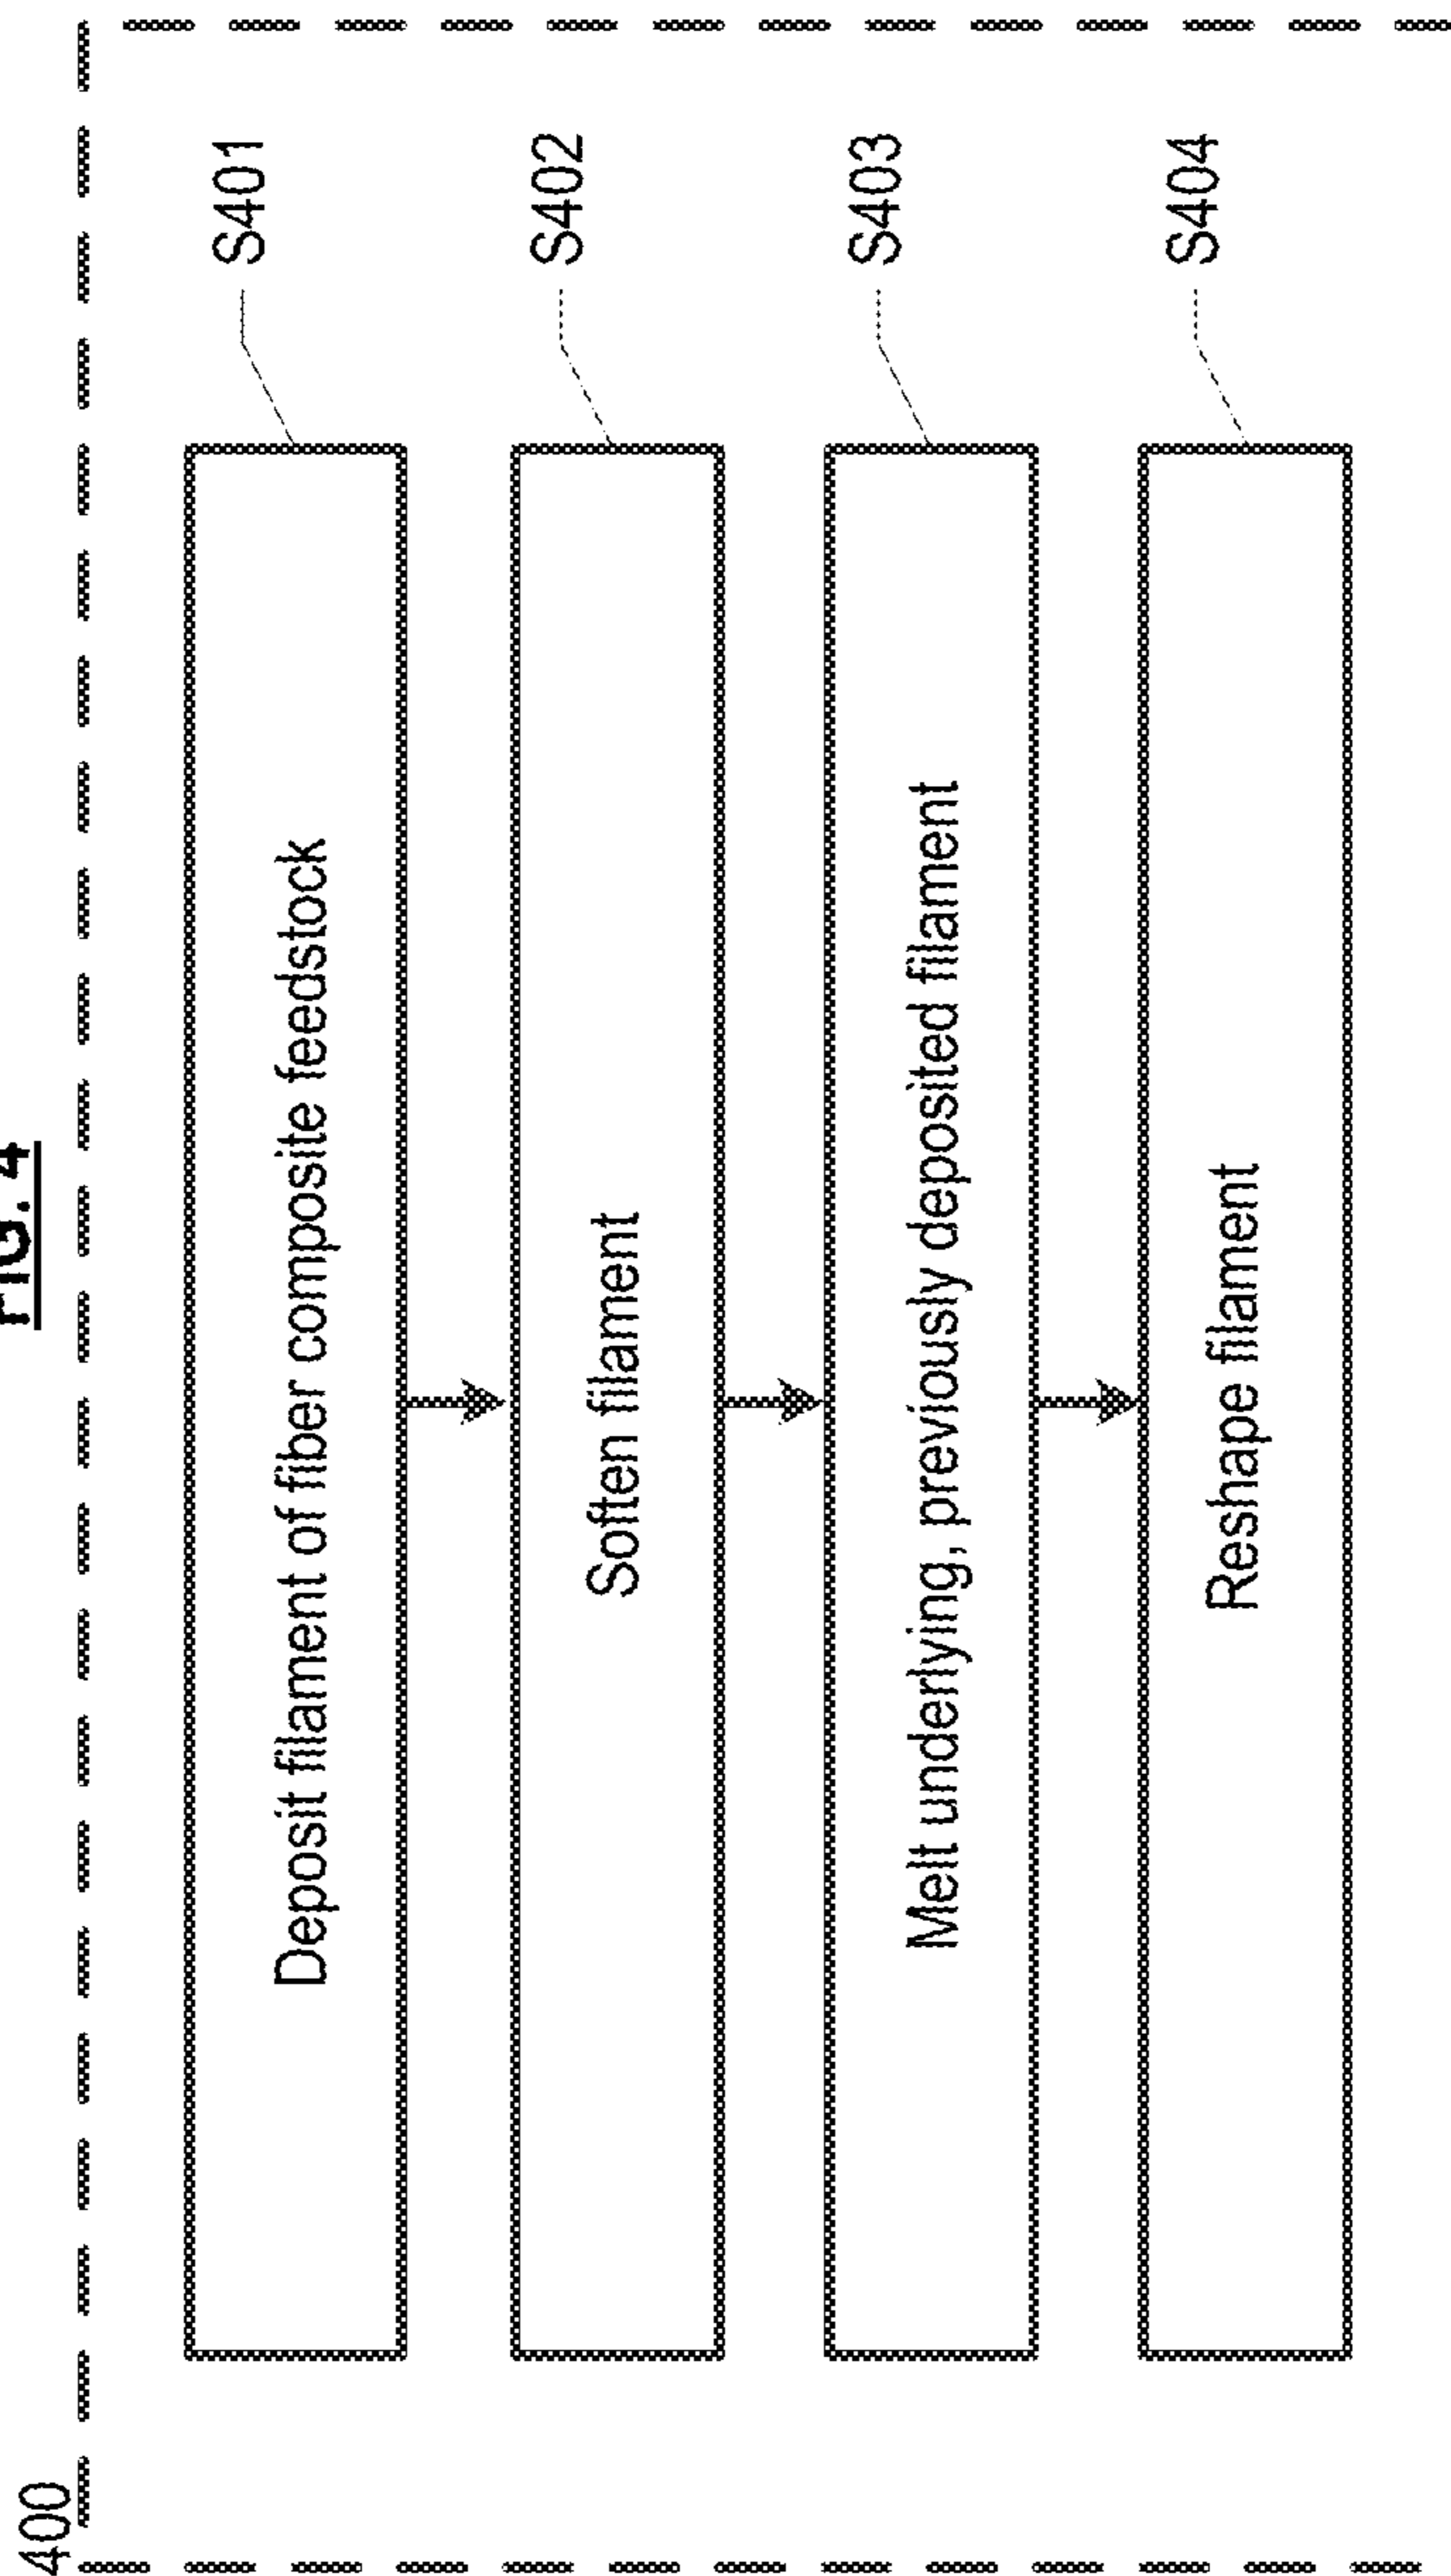 FIG. 4
400
Deposit filament of fiber composite feedstock
S401
Soften filament
S402
Melt underlying, previously deposited filament
S403
Reshape filament
S404